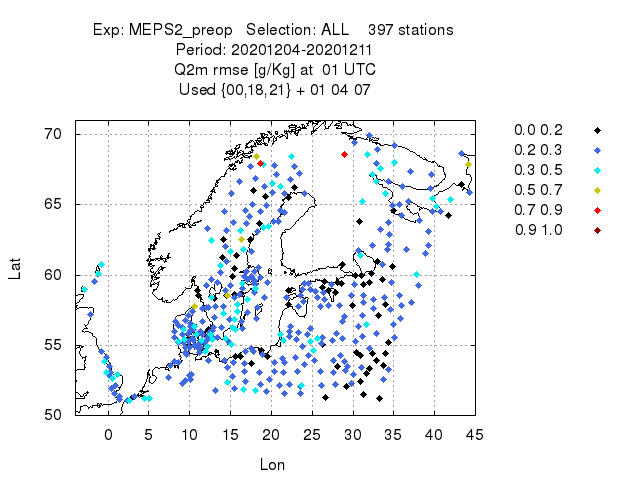 Exp: MEPS2_preop Selection: ALL 397 stations
Period: 20201204-20201211
Q2m rmse [g/Kg] at 01 UTC
Used {00,18,21} + 01 04 07
70
65
60
55
50
Lat
0 5 10 15 20 25 30 35 40 45
Lon
0.0 0.2
0.2 0.3
0.3 0.5
0.5 0.7
0.7 0.9
0.9 1.0